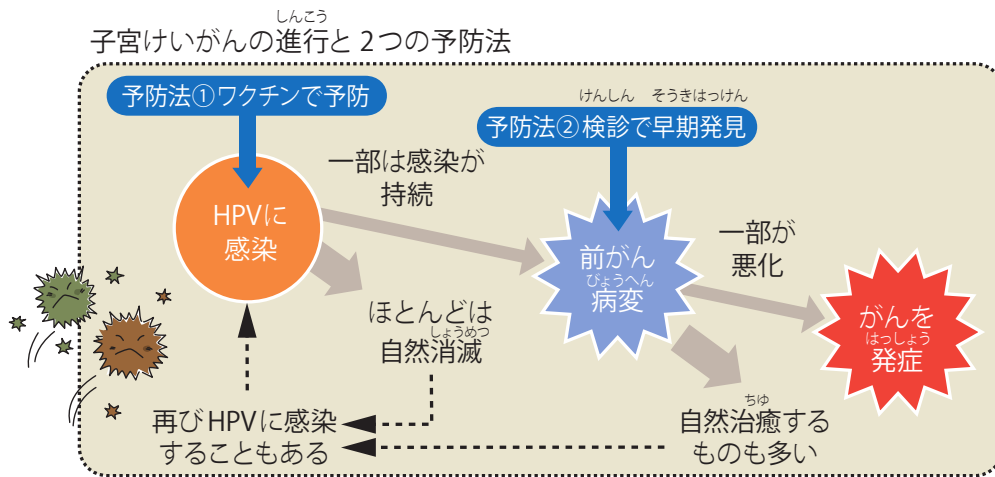 しんこう
子宮けいがんの進行と2つの予防法
予防法①ワクチンで予防
けんしん そうきはっけん
予防法②検診で早期発見
一部は感染が
持続
HPVに
感染
前がん
びょうへん
病変
一部が
悪化
がんを
はっしょう
発症
ほとんどは
しょうめつ
自然消滅
再びHPVに感染
することもある
ちゆ
自然治癒する
ものも多い